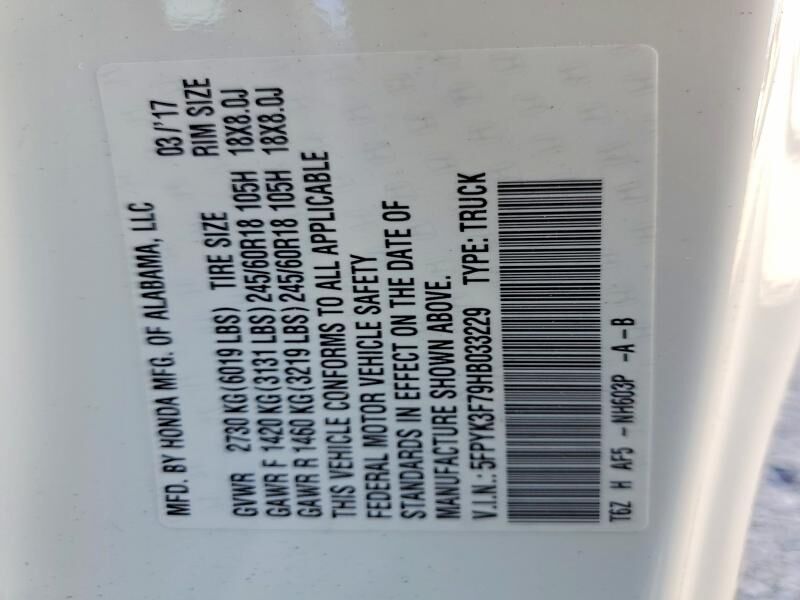 MFD. BY HONDA MFG. OF ALABAMA, LLC 03/'17
GVWR 2730 KG(6019 LBS) TIRE SIZE RIM SIZE
GAWR F 1420 KG(3131 LBS)245/60R18 105H 18X8.0J
GAWR R 1460 KG(3219 LBS)245/60R18 105H 18X8.0J
THIS VEHICLE CONFORMS TO ALL APPLICABLE
FEDERAL MOTOR VEHICLE SAFETY
STANDARDS IN EFFECT ON THE DATE OF
MANUFACTURE SHOWN ABOVE.
V.I.N.:5FPYK3F79HB033229 TYPE: TRUCK
T6Z H AF5 -NH603P -A-B